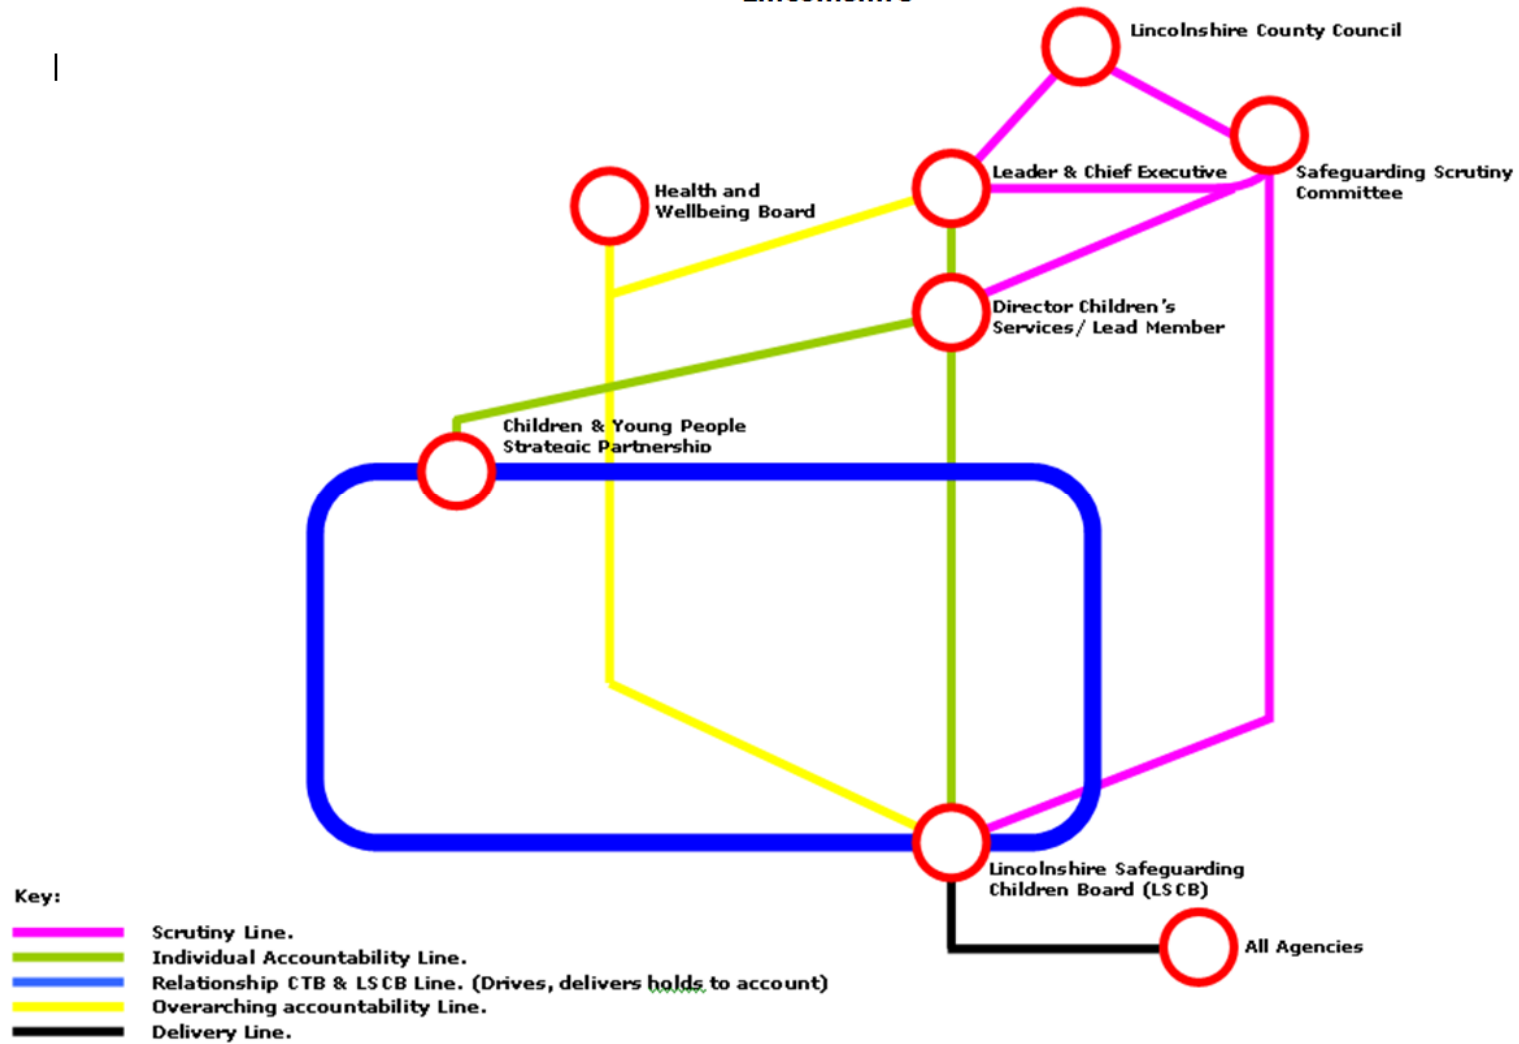 Lincolnshire County Council
Leader & Chief Executive
Safeguarding Scrutiny
Committee
Health and
Wellbeing Board
Director Children's
Services/ Lead Member
Children & Young People
Strategic Partnership
Lincolnshire Safeguarding
Children Board (LSCB)
All Agencies
Key:
Scrutiny Line.
Individual Accountability Line.
Relationship CTB & LSCB Line. (Drives, delivers holds to account)
Overarching accountability Line.
Delivery Line.